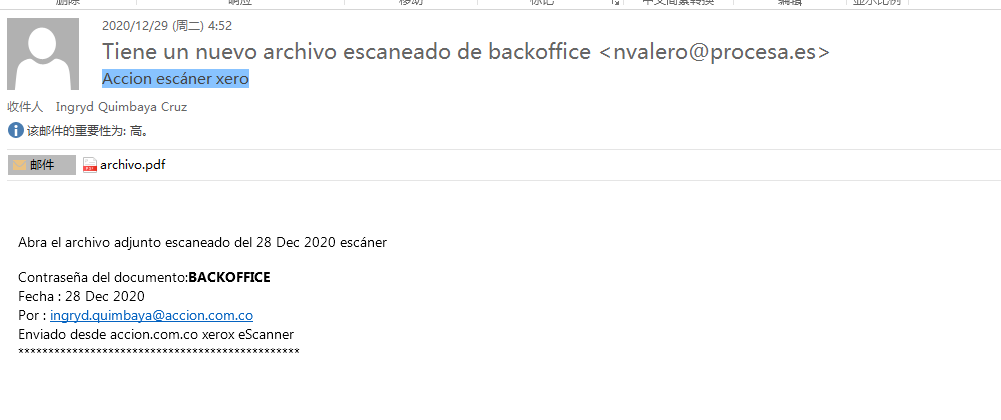 2020/12/29 (周二) 4:52
Tiene un nuevo archivo escaneado de backoffice <nvalero@procesa.es>
Accion escáner xero
收件人 Ingryd Quimbaya Cruz
该邮件的重要性为: 高。
邮件 archivo.pdf
Abra el archivo adjunto escaneado del 28 Dec 2020 escáner
Contraseña del documento:BACKOFFICE
Fecha : 28 Dec 2020
Por : ingryd.quimbaya@accion.com.co
Enviado desde accion.com.co xerox eScanner
***********************************************